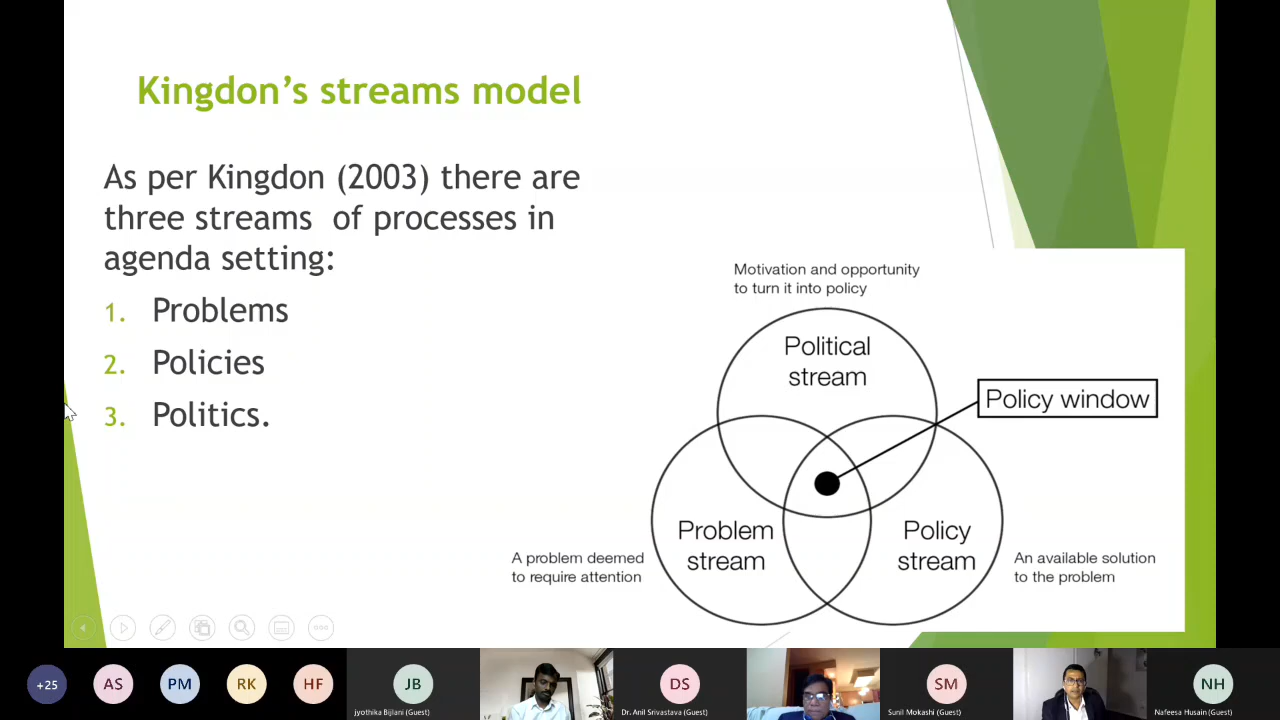 Kingdon’s streams model
As per Kingdon (2003) there are
three streams of processes in
agenda setting:
1. Problems
2. Policies
3. Politics.
Motivation and opportunity
to turn it into policy
Political
stream
Policy window
Problem
stream
Policy
stream
A problem deemed
to require attention
An available solution
to the problem
+25
AS
PM
RK
HF
JB
jyothika Bijlani (Guest)
DS
Dr. Anil Srivastava (Guest)
SM
Sunil Mokashi (Guest)
NH
Nafeesa Husain (Guest)